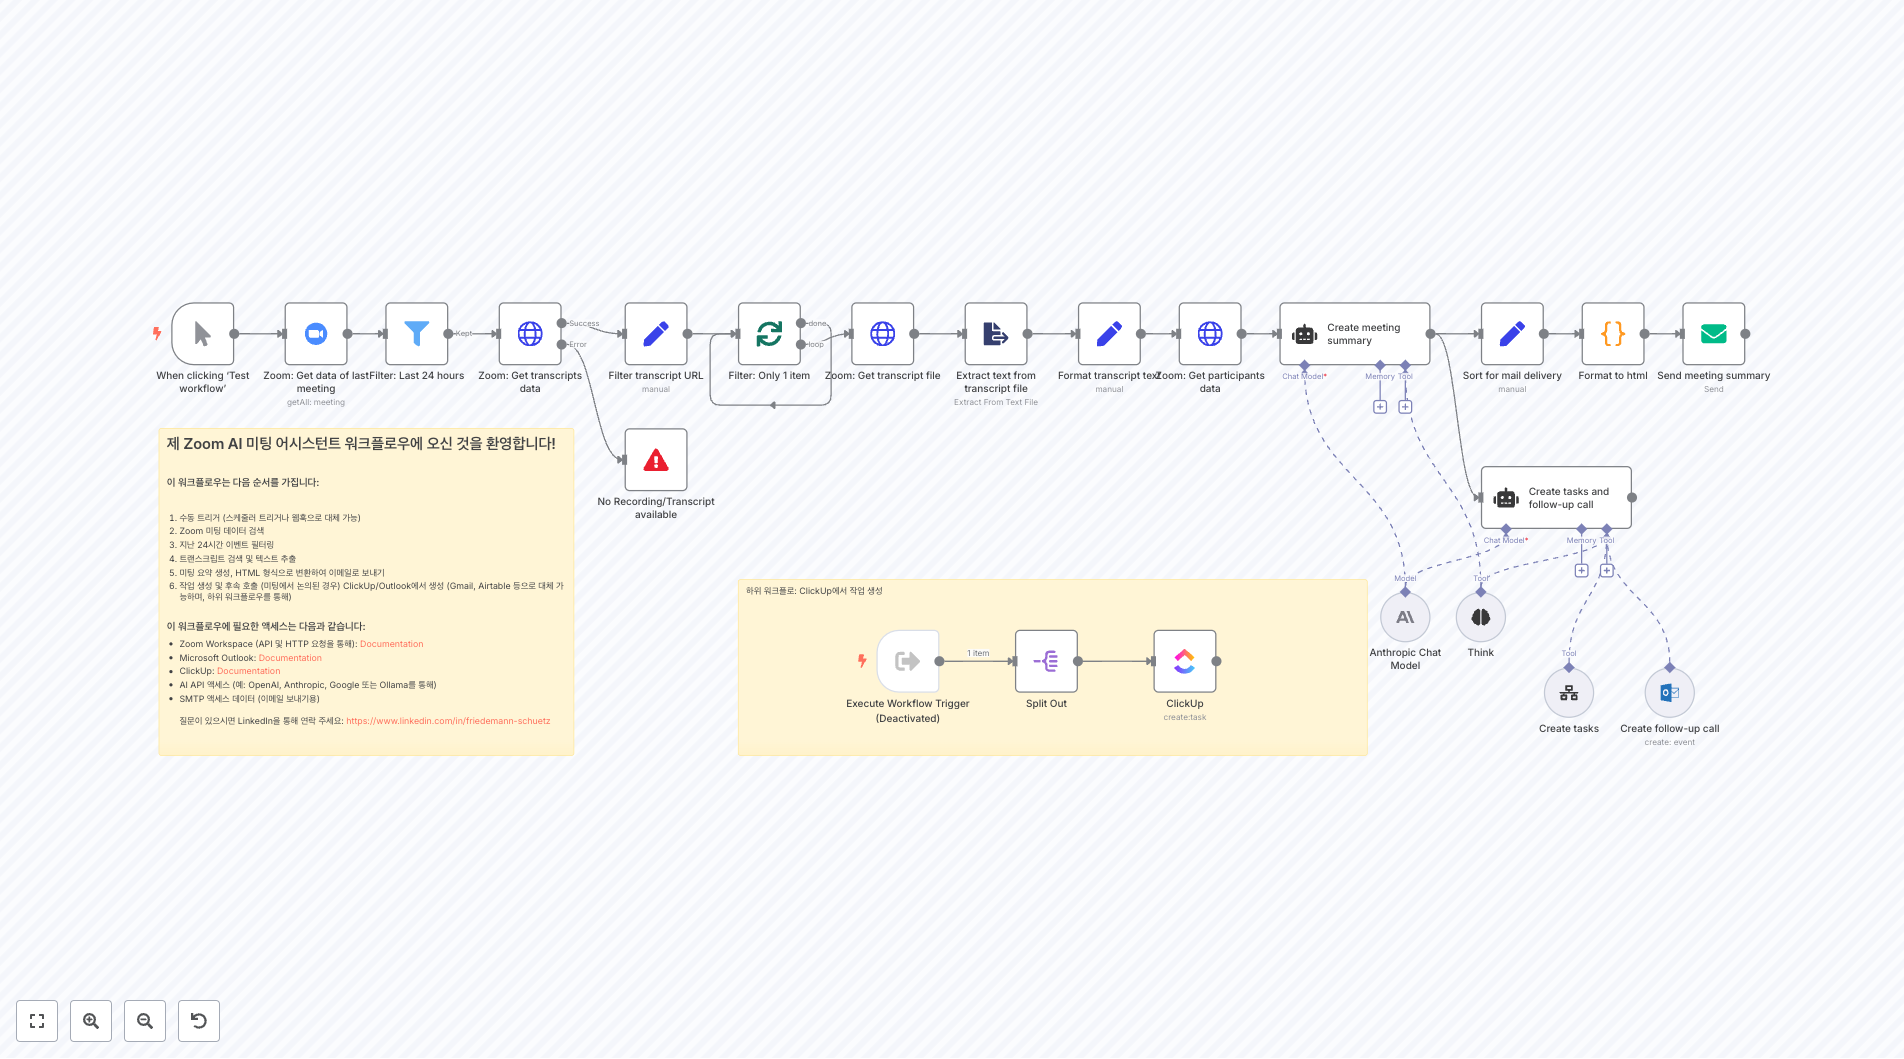 Kept
Success
Error
done
loop
When clicking ‘Test
workflow’
Zoom: Get data of last
meeting
getAll: meeting
Filter: Last 24 hours
Zoom: Get transcripts
data
Filter transcript URL
manual
Filter: Only 1 item
Zoom: Get transcript file
Extract text from
transcript file
Extract From Text File
Format transcript text
manual
Zoom: Get participants
data
Create meeting
summary
Chat Model*
Memory
Tool
Sort for mail delivery
manual
Format to html
Send meeting summary
Send
No Recording/Transcript
available
Create tasks and
follow-up call
Chat Model*
Memory
Tool
Model
Anthropic Chat
Model
Tool
Think
Tool
Create tasks
Create follow-up call
create: event
제 Zoom AI 미팅 어시스턴트 워크플로우에 오신 것을 환영합니다!
이 워크플로우는 다음 순서를 가집니다:
1. 수동 트리거 (스케줄러 트리거나 웹훅으로 대체 가능)
2. Zoom 미팅 데이터 검색
3. 지난 24시간 이벤트 필터링
4. 트랜스크립트 검색 및 텍스트 추출
5. 미팅 요약 생성, HTML 형식으로 변환하여 이메일로 보내기
6. 작업 생성 및 후속 호출 (미팅에서 논의된 경우) ClickUp/Outlook에서 생성 (Gmail, Airtable 등으로 대체 가
능하며, 하위 워크플로우를 통해)
이 워크플로우에 필요한 액세스는 다음과 같습니다:
• Zoom Workspace (API 및 HTTP 요청을 통해): Documentation
• Microsoft Outlook: Documentation
• ClickUp: Documentation
• AI API 액세스 (예: OpenAI, Anthropic, Google 또는 Ollama를 통해)
• SMTP 액세스 데이터 (이메일 보내기용)
질문이 있으시면 LinkedIn을 통해 연락 주세요: https://www.linkedin.com/in/friedemann-schuetz
하위 워크플로: ClickUp에서 작업 생성
1 item
Execute Workflow Trigger
(Deactivated)
Split Out
ClickUp
create:task